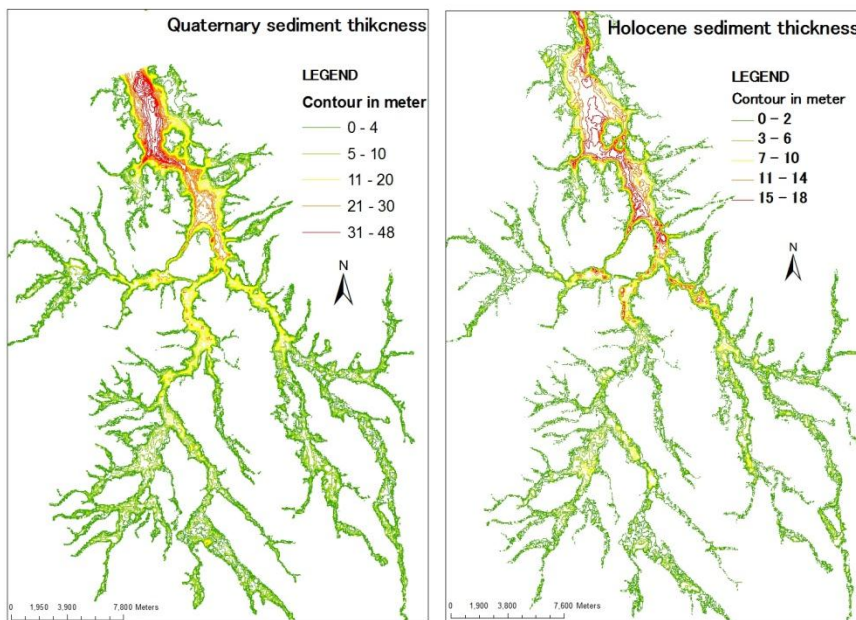 Quaternary sediment thikcness
LEGEND
Contour in meter
0 - 4
5 - 10
11 - 20
21 - 30
31 - 48
N
0 1,950 3,900 7,800 Meters
Holocene sediment thickness
LEGEND
Contour in meter
0 - 2
3 - 6
7 - 10
11 - 14
15 - 18
N
0 1,900 3,800 7,600 Meters